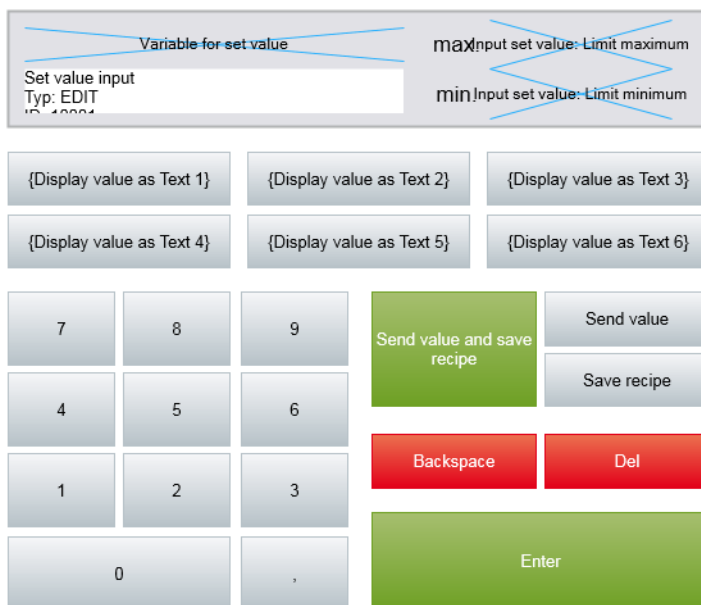 Variable for set value
max. Input set value: Limit maximum
Set value input
Typ: EDIT
min. Input set value: Limit minimum
{Display value as Text 1} {Display value as Text 2} {Display value as Text 3}
{Display value as Text 4} {Display value as Text 5} {Display value as Text 6}
7 8 9
Send value and save
recipe
Send value
Save recipe
4 5 6
Backspace Del
1 2 3
0 ,
Enter